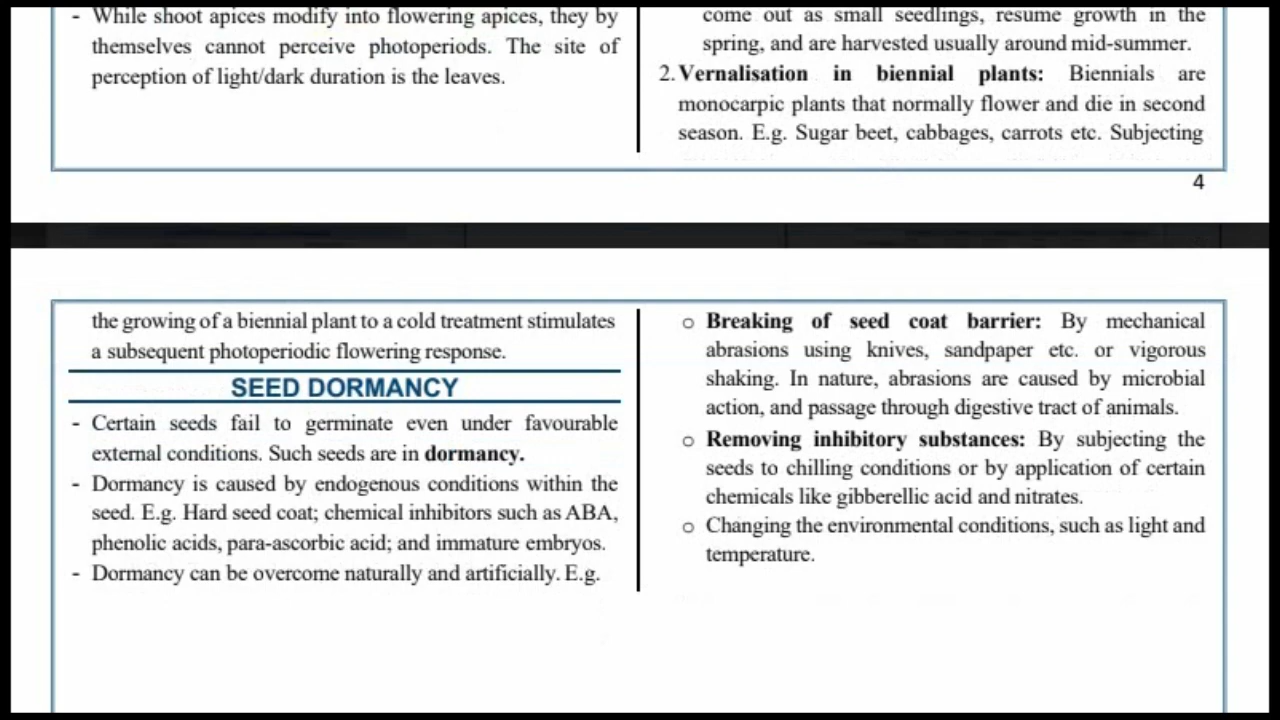 - While shoot apices modify into flowering apices, they by
themselves cannot perceive photoperiods. The site of
perception of light/dark duration is the leaves.
come out as small seedlings, resume growth in the
spring, and are harvested usually around mid-summer.
2. Vernalisation in biennial plants: Biennials are
monocarpic plants that normally flower and die in second
season. E.g. Sugar beet, cabbages, carrots etc. Subjecting
4
the growing of a biennial plant to a cold treatment stimulates
a subsequent photoperiodic flowering response.
SEED DORMANCY
- Certain seeds fail to germinate even under favourable
external conditions. Such seeds are in dormancy.
- Dormancy is caused by endogenous conditions within the
seed. E.g. Hard seed coat; chemical inhibitors such as ABA,
phenolic acids, para-ascorbic acid; and immature embryos.
- Dormancy can be overcome naturally and artificially. E.g.
o Breaking of seed coat barrier: By mechanical
abrasions using knives, sandpaper etc. or vigorous
shaking. In nature, abrasions are caused by microbial
action, and passage through digestive tract of animals.
o Removing inhibitory substances: By subjecting the
seeds to chilling conditions or by application of certain
chemicals like gibberellic acid and nitrates.
o Changing the environmental conditions, such as light and
temperature.